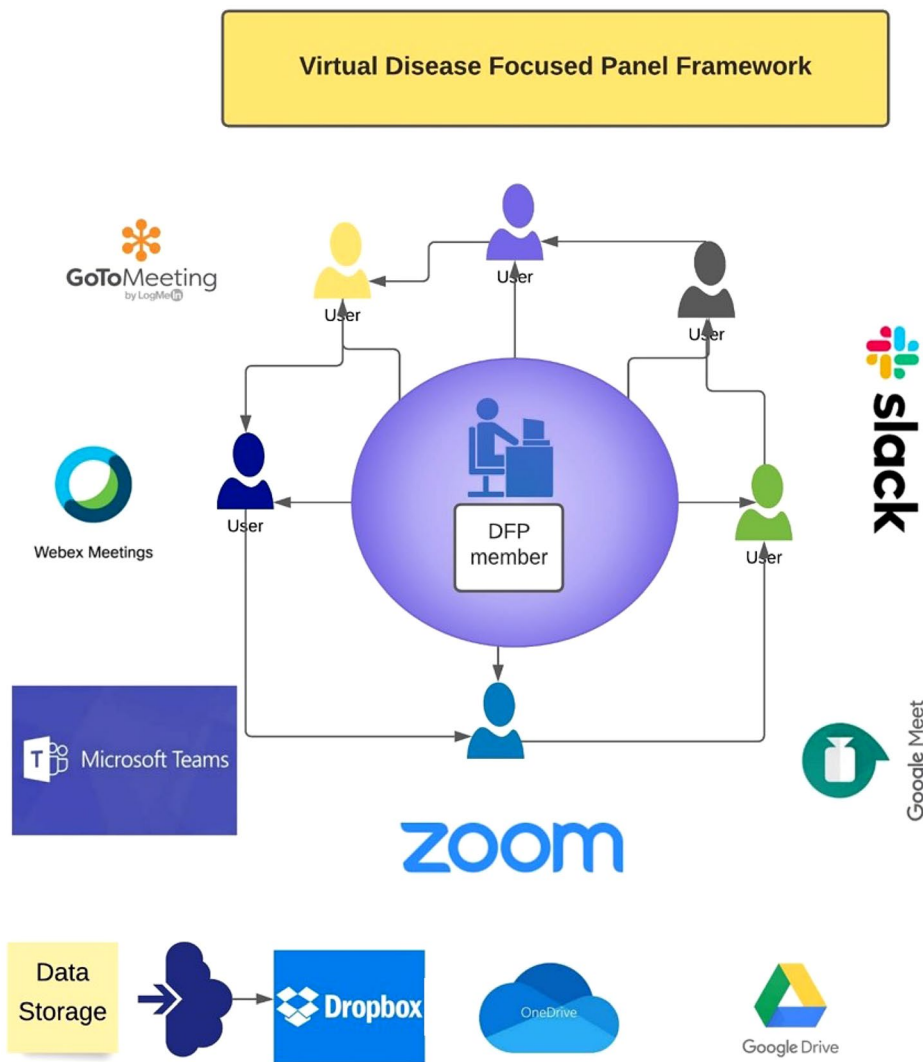 Virtual Disease Focused Panel Framework
GoToMeeting
by LogMeIn
User
User
User
slack
Webex Meetings
User
DFP
member
User
T
Microsoft Teams
Google Meet
zoom
Data
Storage
Dropbox
OneDrive
Google Drive